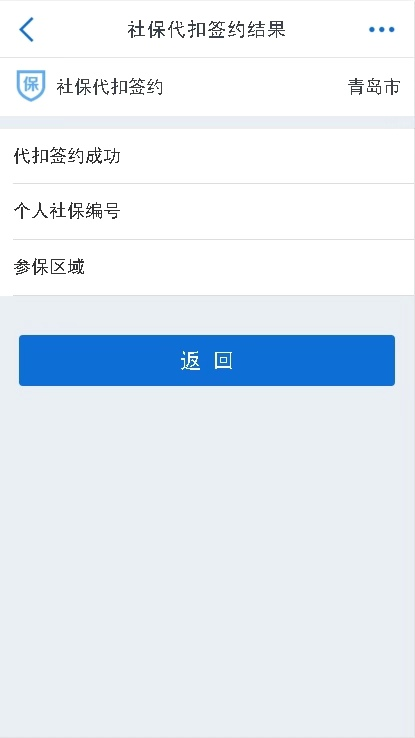 社保代扣签约结果
保
社保代扣签约 青岛市
代扣签约成功
个人社保编号
参保区域
返 回